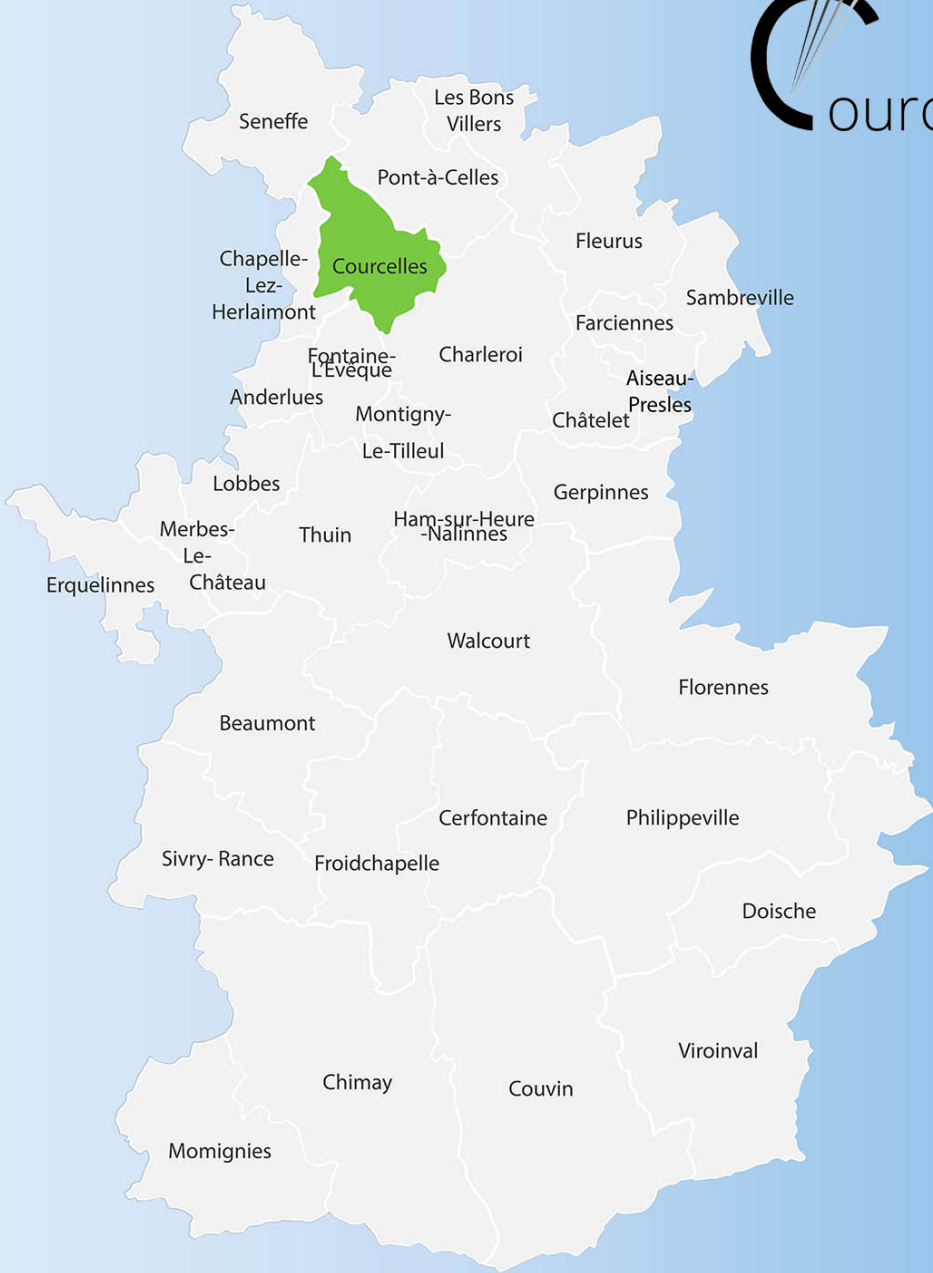 Courc
Les Bons
Villers
Seneffe
Pont-à-Celles
Fleurus
Chapelle-
Lez-
Herlaimont
Courcelles
Sambreville
Farciennes
Charleroi
Fontaine-
L'Evêque
Aiseau-
Presles
Anderlues
Montigny-
Le-Tilleul
Châtelet
Lobbes
Gerpinnes
Merbes-
Le-
Château
Thuin
Ham-sur-Heure
-Nalinnes
Erquelinnes
Walcourt
Florennes
Beaumont
Cerfontaine
Philippeville
Sivry- Rance
Froidchapelle
Doische
Viroinval
Chimay
Couvin
Momignies